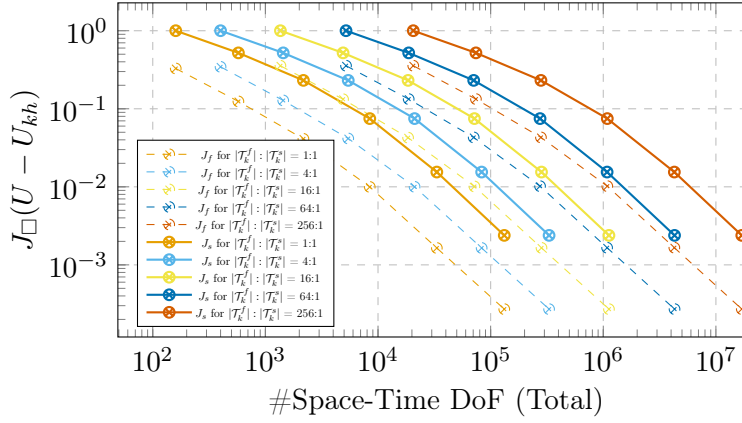 10^0
10^{-1}
10^{-2}
10^{-3}
J_□(U − U_{kh})
J_f for |𝒯_k^f| : |𝒯_k^s| = 1:1
J_f for |𝒯_k^f| : |𝒯_k^s| = 4:1
J_f for |𝒯_k^f| : |𝒯_k^s| = 16:1
J_f for |𝒯_k^f| : |𝒯_k^s| = 64:1
J_f for |𝒯_k^f| : |𝒯_k^s| = 256:1
J_s for |𝒯_k^f| : |𝒯_k^s| = 1:1
J_s for |𝒯_k^f| : |𝒯_k^s| = 4:1
J_s for |𝒯_k^f| : |𝒯_k^s| = 16:1
J_s for |𝒯_k^f| : |𝒯_k^s| = 64:1
J_s for |𝒯_k^f| : |𝒯_k^s| = 256:1
10^2 10^3 10^4 10^5 10^6 10^7
#Space-Time DoF (Total)